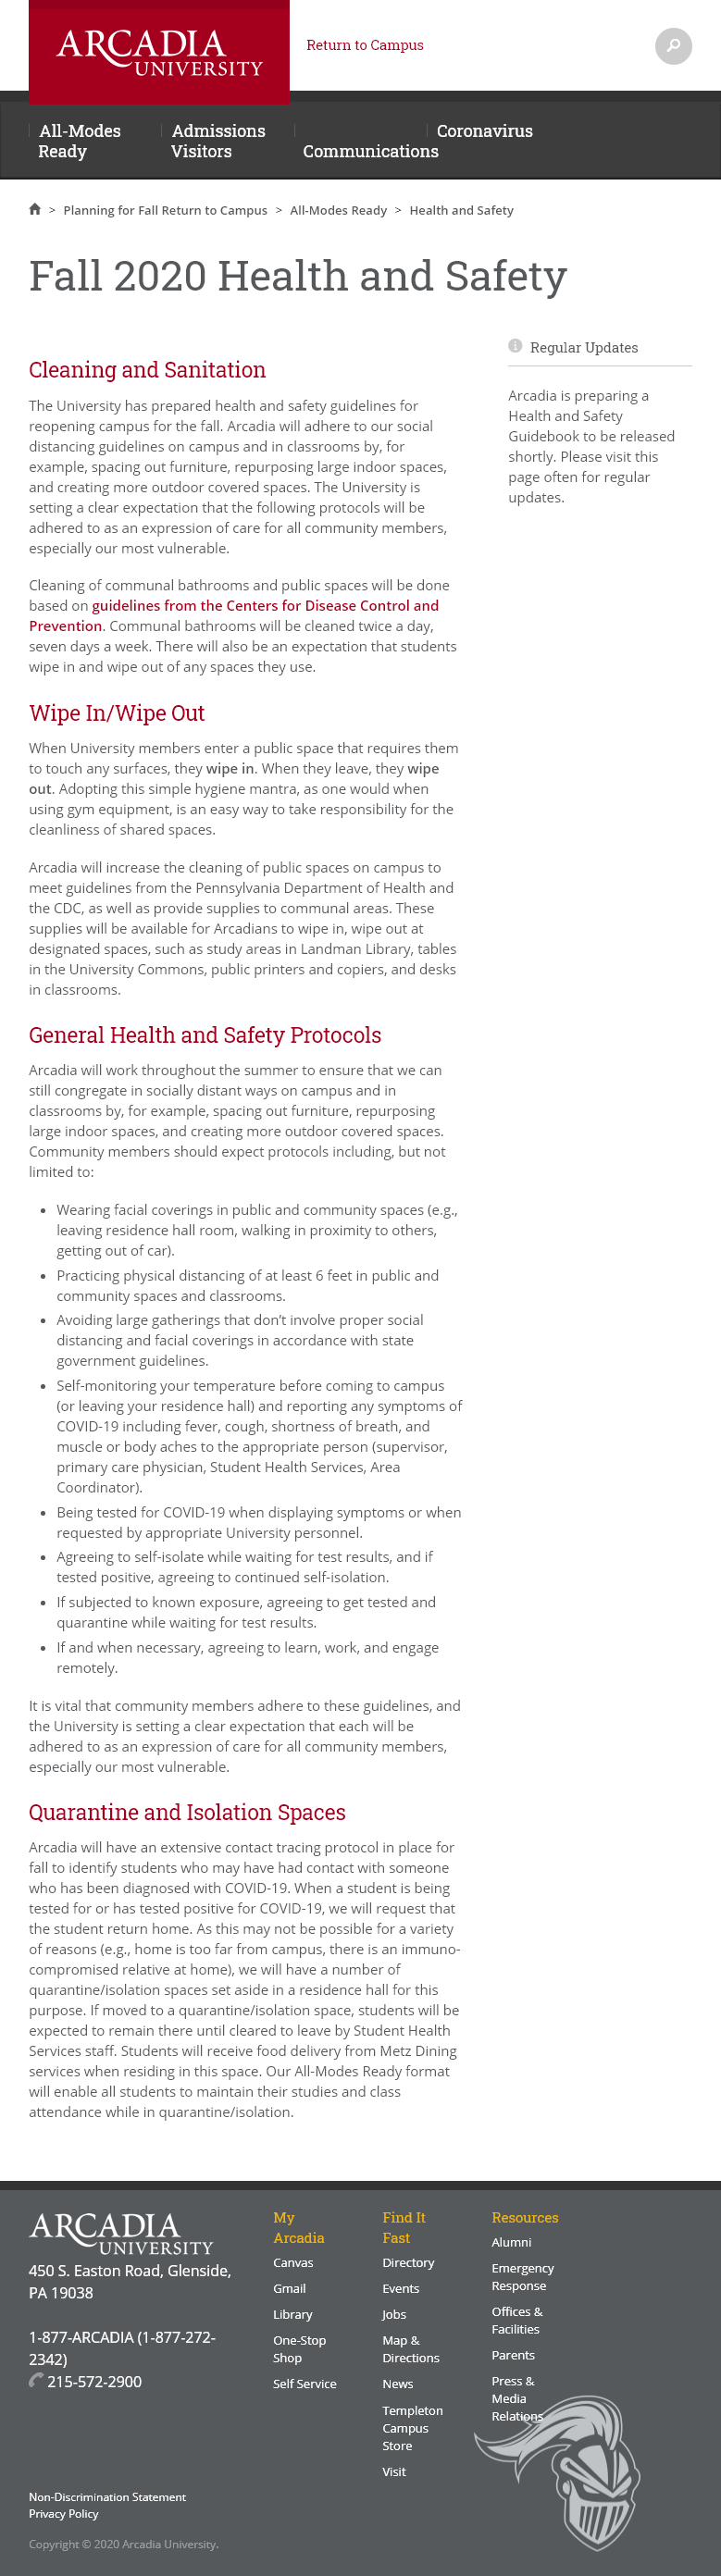 ARCADIA
UNIVERSITY
Return to Campus
All-Modes
Ready
Admissions
Visitors
Communications
Coronavirus
> Planning for Fall Return to Campus > All-Modes Ready > Health and Safety
Fall 2020 Health and Safety
Cleaning and Sanitation
The University has prepared health and safety guidelines for
reopening campus for the fall. Arcadia will adhere to our social
distancing guidelines on campus and in classrooms by, for
example, spacing out furniture, repurposing large indoor spaces,
and creating more outdoor covered spaces. The University is
setting a clear expectation that the following protocols will be
adhered to as an expression of care for all community members,
especially our most vulnerable.
Cleaning of communal bathrooms and public spaces will be done
based on guidelines from the Centers for Disease Control and
Prevention. Communal bathrooms will be cleaned twice a day,
seven days a week. There will also be an expectation that students
wipe in and wipe out of any spaces they use.
Wipe In/Wipe Out
When University members enter a public space that requires them
to touch any surfaces, they wipe in. When they leave, they wipe
out. Adopting this simple hygiene mantra, as one would when
using gym equipment, is an easy way to take responsibility for the
cleanliness of shared spaces.
Arcadia will increase the cleaning of public spaces on campus to
meet guidelines from the Pennsylvania Department of Health and
the CDC, as well as provide supplies to communal areas. These
supplies will be available for Arcadians to wipe in, wipe out at
designated spaces, such as study areas in Landman Library, tables
in the University Commons, public printers and copiers, and desks
in classrooms.
General Health and Safety Protocols
Arcadia will work throughout the summer to ensure that we can
still congregate in socially distant ways on campus and in
classrooms by, for example, spacing out furniture, repurposing
large indoor spaces, and creating more outdoor covered spaces.
Community members should expect protocols including, but not
limited to:
• Wearing facial coverings in public and community spaces (e.g.,
leaving residence hall room, walking in proximity to others,
getting out of car).
• Practicing physical distancing of at least 6 feet in public and
community spaces and classrooms.
• Avoiding large gatherings that don’t involve proper social
distancing and facial coverings in accordance with state
government guidelines.
• Self-monitoring your temperature before coming to campus
(or leaving your residence hall) and reporting any symptoms of
COVID-19 including fever, cough, shortness of breath, and
muscle or body aches to the appropriate person (supervisor,
primary care physician, Student Health Services, Area
Coordinator).
• Being tested for COVID-19 when displaying symptoms or when
requested by appropriate University personnel.
• Agreeing to self-isolate while waiting for test results, and if
tested positive, agreeing to continued self-isolation.
• If subjected to known exposure, agreeing to get tested and
quarantine while waiting for test results.
• If and when necessary, agreeing to learn, work, and engage
remotely.
It is vital that community members adhere to these guidelines, and
the University is setting a clear expectation that each will be
adhered to as an expression of care for all community members,
especially our most vulnerable.
Quarantine and Isolation Spaces
Arcadia will have an extensive contact tracing protocol in place for
fall to identify students who may have had contact with someone
who has been diagnosed with COVID-19. When a student is being
tested for or has tested positive for COVID-19, we will request that
the student return home. As this may not be possible for a variety
of reasons (e.g., home is too far from campus, there is an immuno-
compromised relative at home), we will have a number of
quarantine/isolation spaces set aside in a residence hall for this
purpose. If moved to a quarantine/isolation space, students will be
expected to remain there until cleared to leave by Student Health
Services staff. Students will receive food delivery from Metz Dining
services when residing in this space. Our All-Modes Ready format
will enable all students to maintain their studies and class
attendance while in quarantine/isolation.
Regular Updates
Arcadia is preparing a
Health and Safety
Guidebook to be released
shortly. Please visit this
page often for regular
updates.
ARCADIA
UNIVERSITY
450 S. Easton Road, Glenside,
PA 19038
1-877-ARCADIA (1-877-272-
2342)
215-572-2900
My
Arcadia
Canvas
Gmail
Library
One-Stop
Shop
Self Service
Find It
Fast
Directory
Events
Jobs
Map &
Directions
News
Templeton
Campus
Store
Visit
Resources
Alumni
Emergency
Response
Offices &
Facilities
Parents
Press &
Media
Relations
Non-Discrimination Statement
Privacy Policy
Copyright © 2020 Arcadia University.